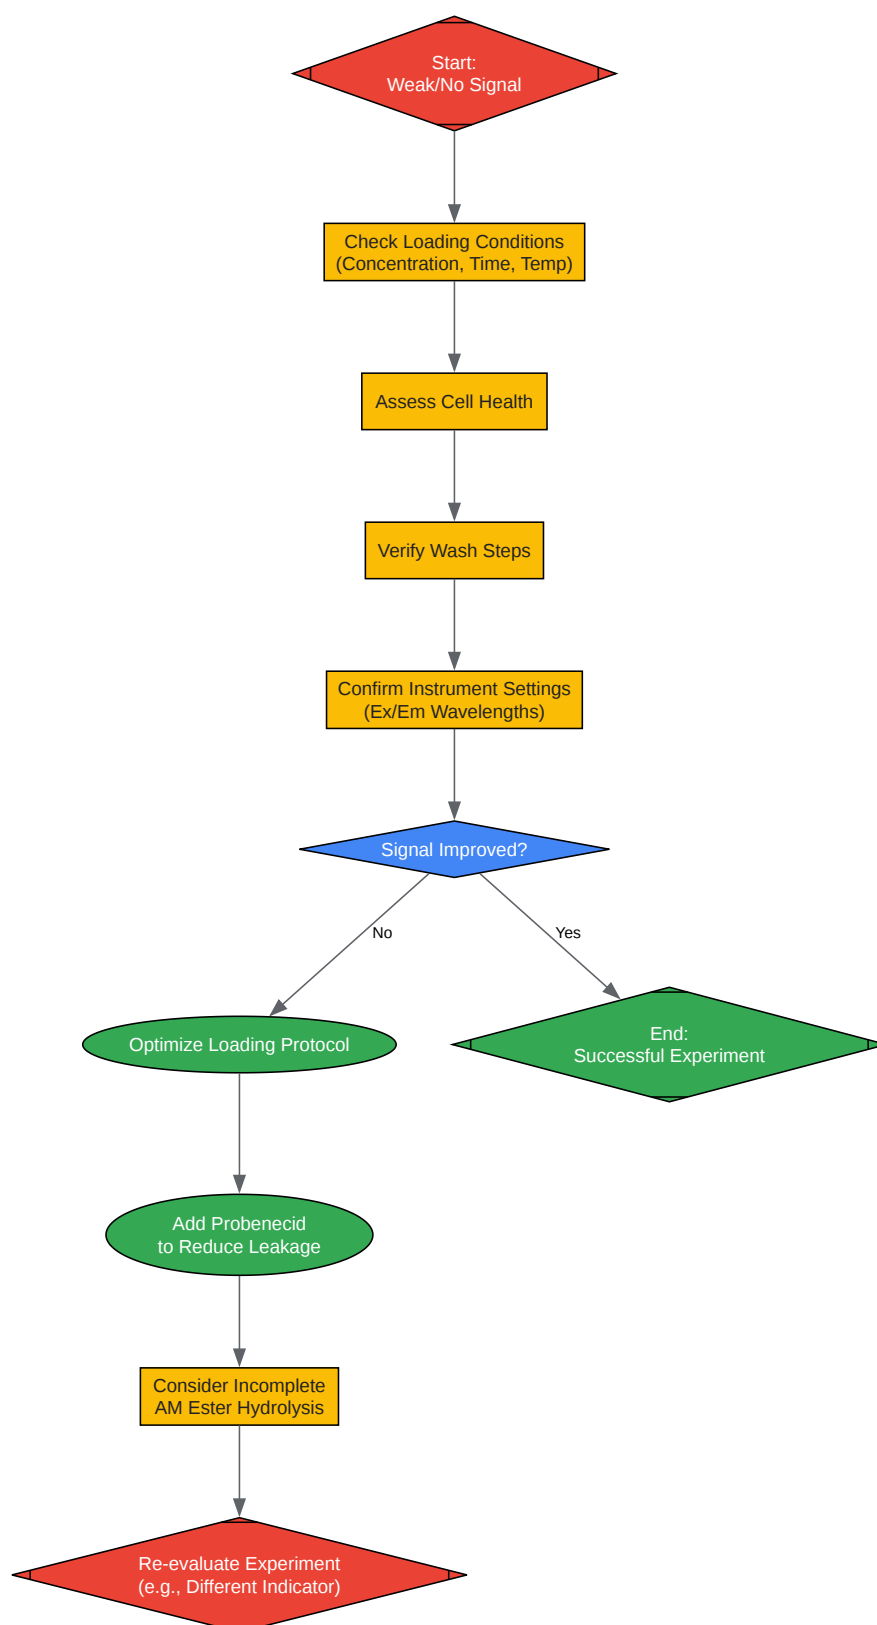 Start:
Weak/No Signal
Check Loading Conditions
(Concentration, Time, Temp)
Assess Cell Health
Verify Wash Steps
Confirm Instrument Settings
(Ex/Em Wavelengths)
Signal Improved?
No
Yes
Optimize Loading Protocol
End:
Successful Experiment
Add Probenecid
to Reduce Leakage
Consider Incomplete
AM Ester Hydrolysis
Re-evaluate Experiment
(e.g., Different Indicator)